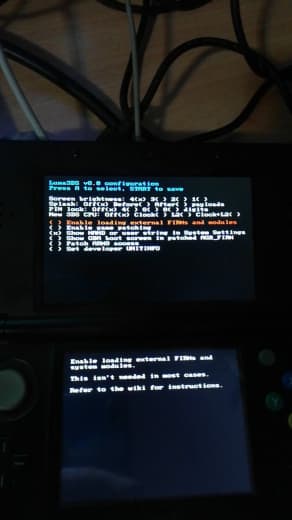 Luma3DS v8.0 configuration
Press A to select, START to save
Screen brightness: 4(x) 3( ) 2( ) 1( )
Splash: Off(x) Before( ) After( ) payloads
PIN lock: Off(x) 4( ) 6( ) 8( ) digits
New 3DS CPU: Off(x) Clock( ) L2( ) Clock+L2( )
( ) Enable loading external FIRMs and modules
( ) Enable game patching
(x) Show NAND or user string in System Settings
( ) Show GBA boot screen in patched AGB_FIRM
( ) Patch ARM9 access
( ) Set developer UNITINFO
Enable loading external FIRMs and
system modules.
This isn't needed in most cases.
Refer to the wiki for instructions.